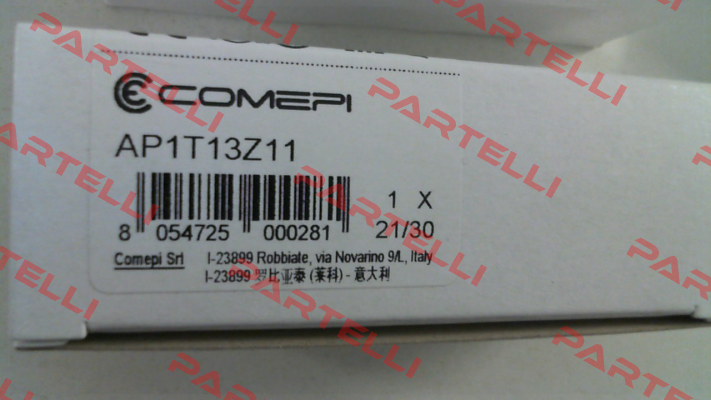 COMEPI
AP1T13Z11
1 X
8 054725 000281 21/30
Comepi Srl I-23899 Robbiate, via Novarino 9/L, Italy
I-23899 罗比亚泰 (莱科) - 意大利
PARTELLI
PARTELLI
PARTELLI
PARTELLI
PARTELLI
PARTELLI